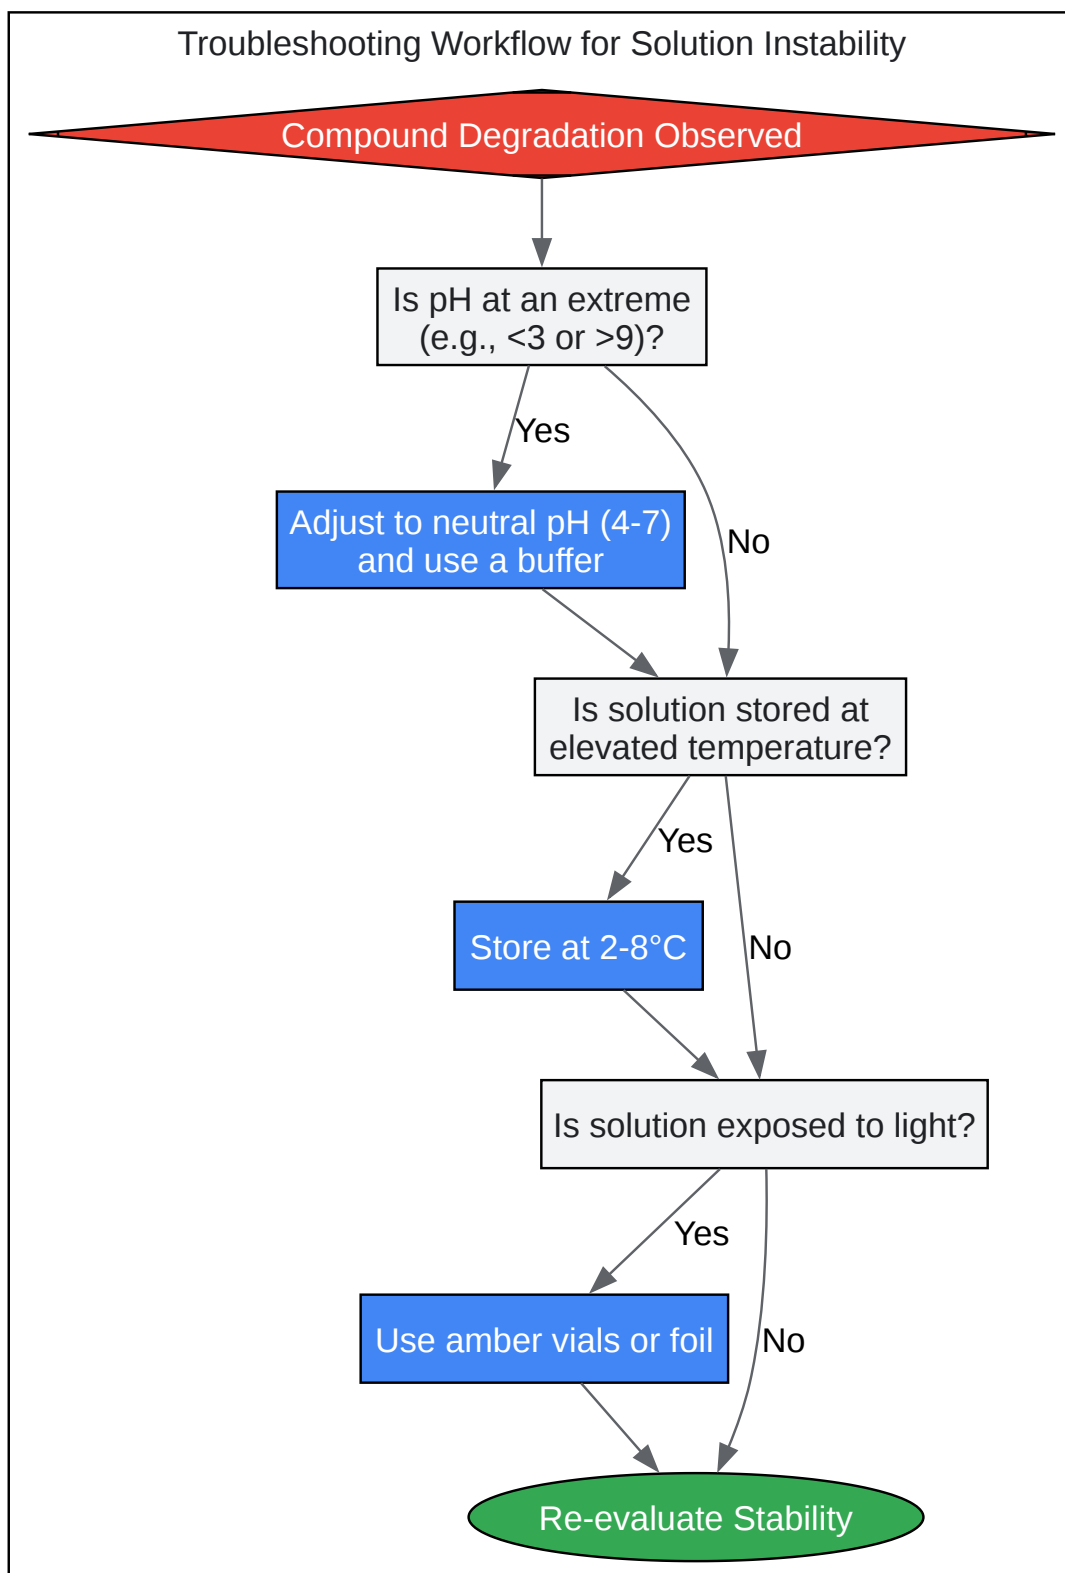 Troubleshooting Workflow for Solution Instability
Compound Degradation Observed
Is pH at an extreme
(e.g., <3 or >9)?
Yes
Adjust to neutral pH (4-7)
and use a buffer
No
Is solution stored at
elevated temperature?
Yes
Store at 2-8°C
No
Is solution exposed to light?
Yes
Use amber vials or foil
No
Re-evaluate Stability